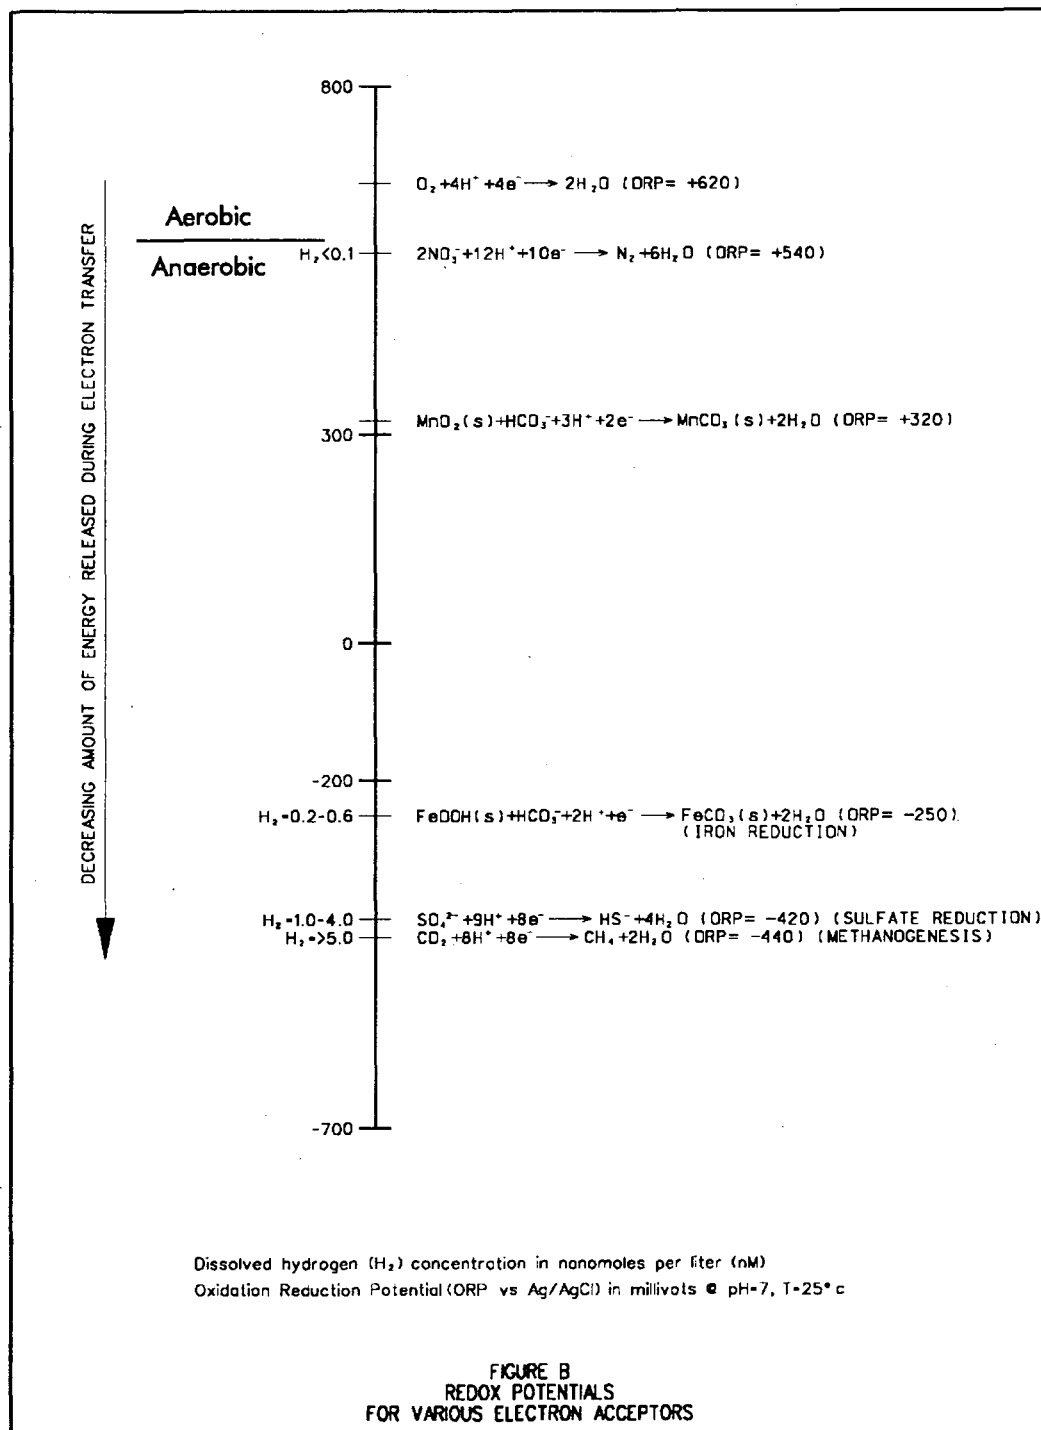 800
O₂+4H⁺+4e⁻ → 2H₂O (ORP= +620)
Aerobic
Anaerobic
H₂<0.1
2NO₃⁻+12H⁺+10e⁻ → N₂+6H₂O (ORP= +540)
MnO₂(s)+HCO₃⁻+3H⁺+2e⁻ → MnCO₃(s)+2H₂O (ORP= +320)
300
DECREASING AMOUNT OF ENERGY RELEASED DURING ELECTRON TRANSFER
0
-200
H₂=0.2-0.6
FeOOH(s)+HCO₃⁻+2H⁺+e⁻ → FeCO₃(s)+2H₂O (ORP= -250)
(IRON REDUCTION)
H₂=1.0-4.0
SO₄²⁻+9H⁺+8e⁻ → HS⁻+4H₂O (ORP= -420) (SULFATE REDUCTION)
H₂=>5.0
CO₂+8H⁺+8e⁻ → CH₄+2H₂O (ORP= -440) (METHANOGENESIS)
-700
Dissolved hydrogen (H₂) concentration in nanomoles per liter (nM)
Oxidation Reduction Potential(ORP vs Ag/AgCl) in millivots @ pH=7, T=25°c
FIGURE B
REDOX POTENTIALS
FOR VARIOUS ELECTRON ACCEPTORS